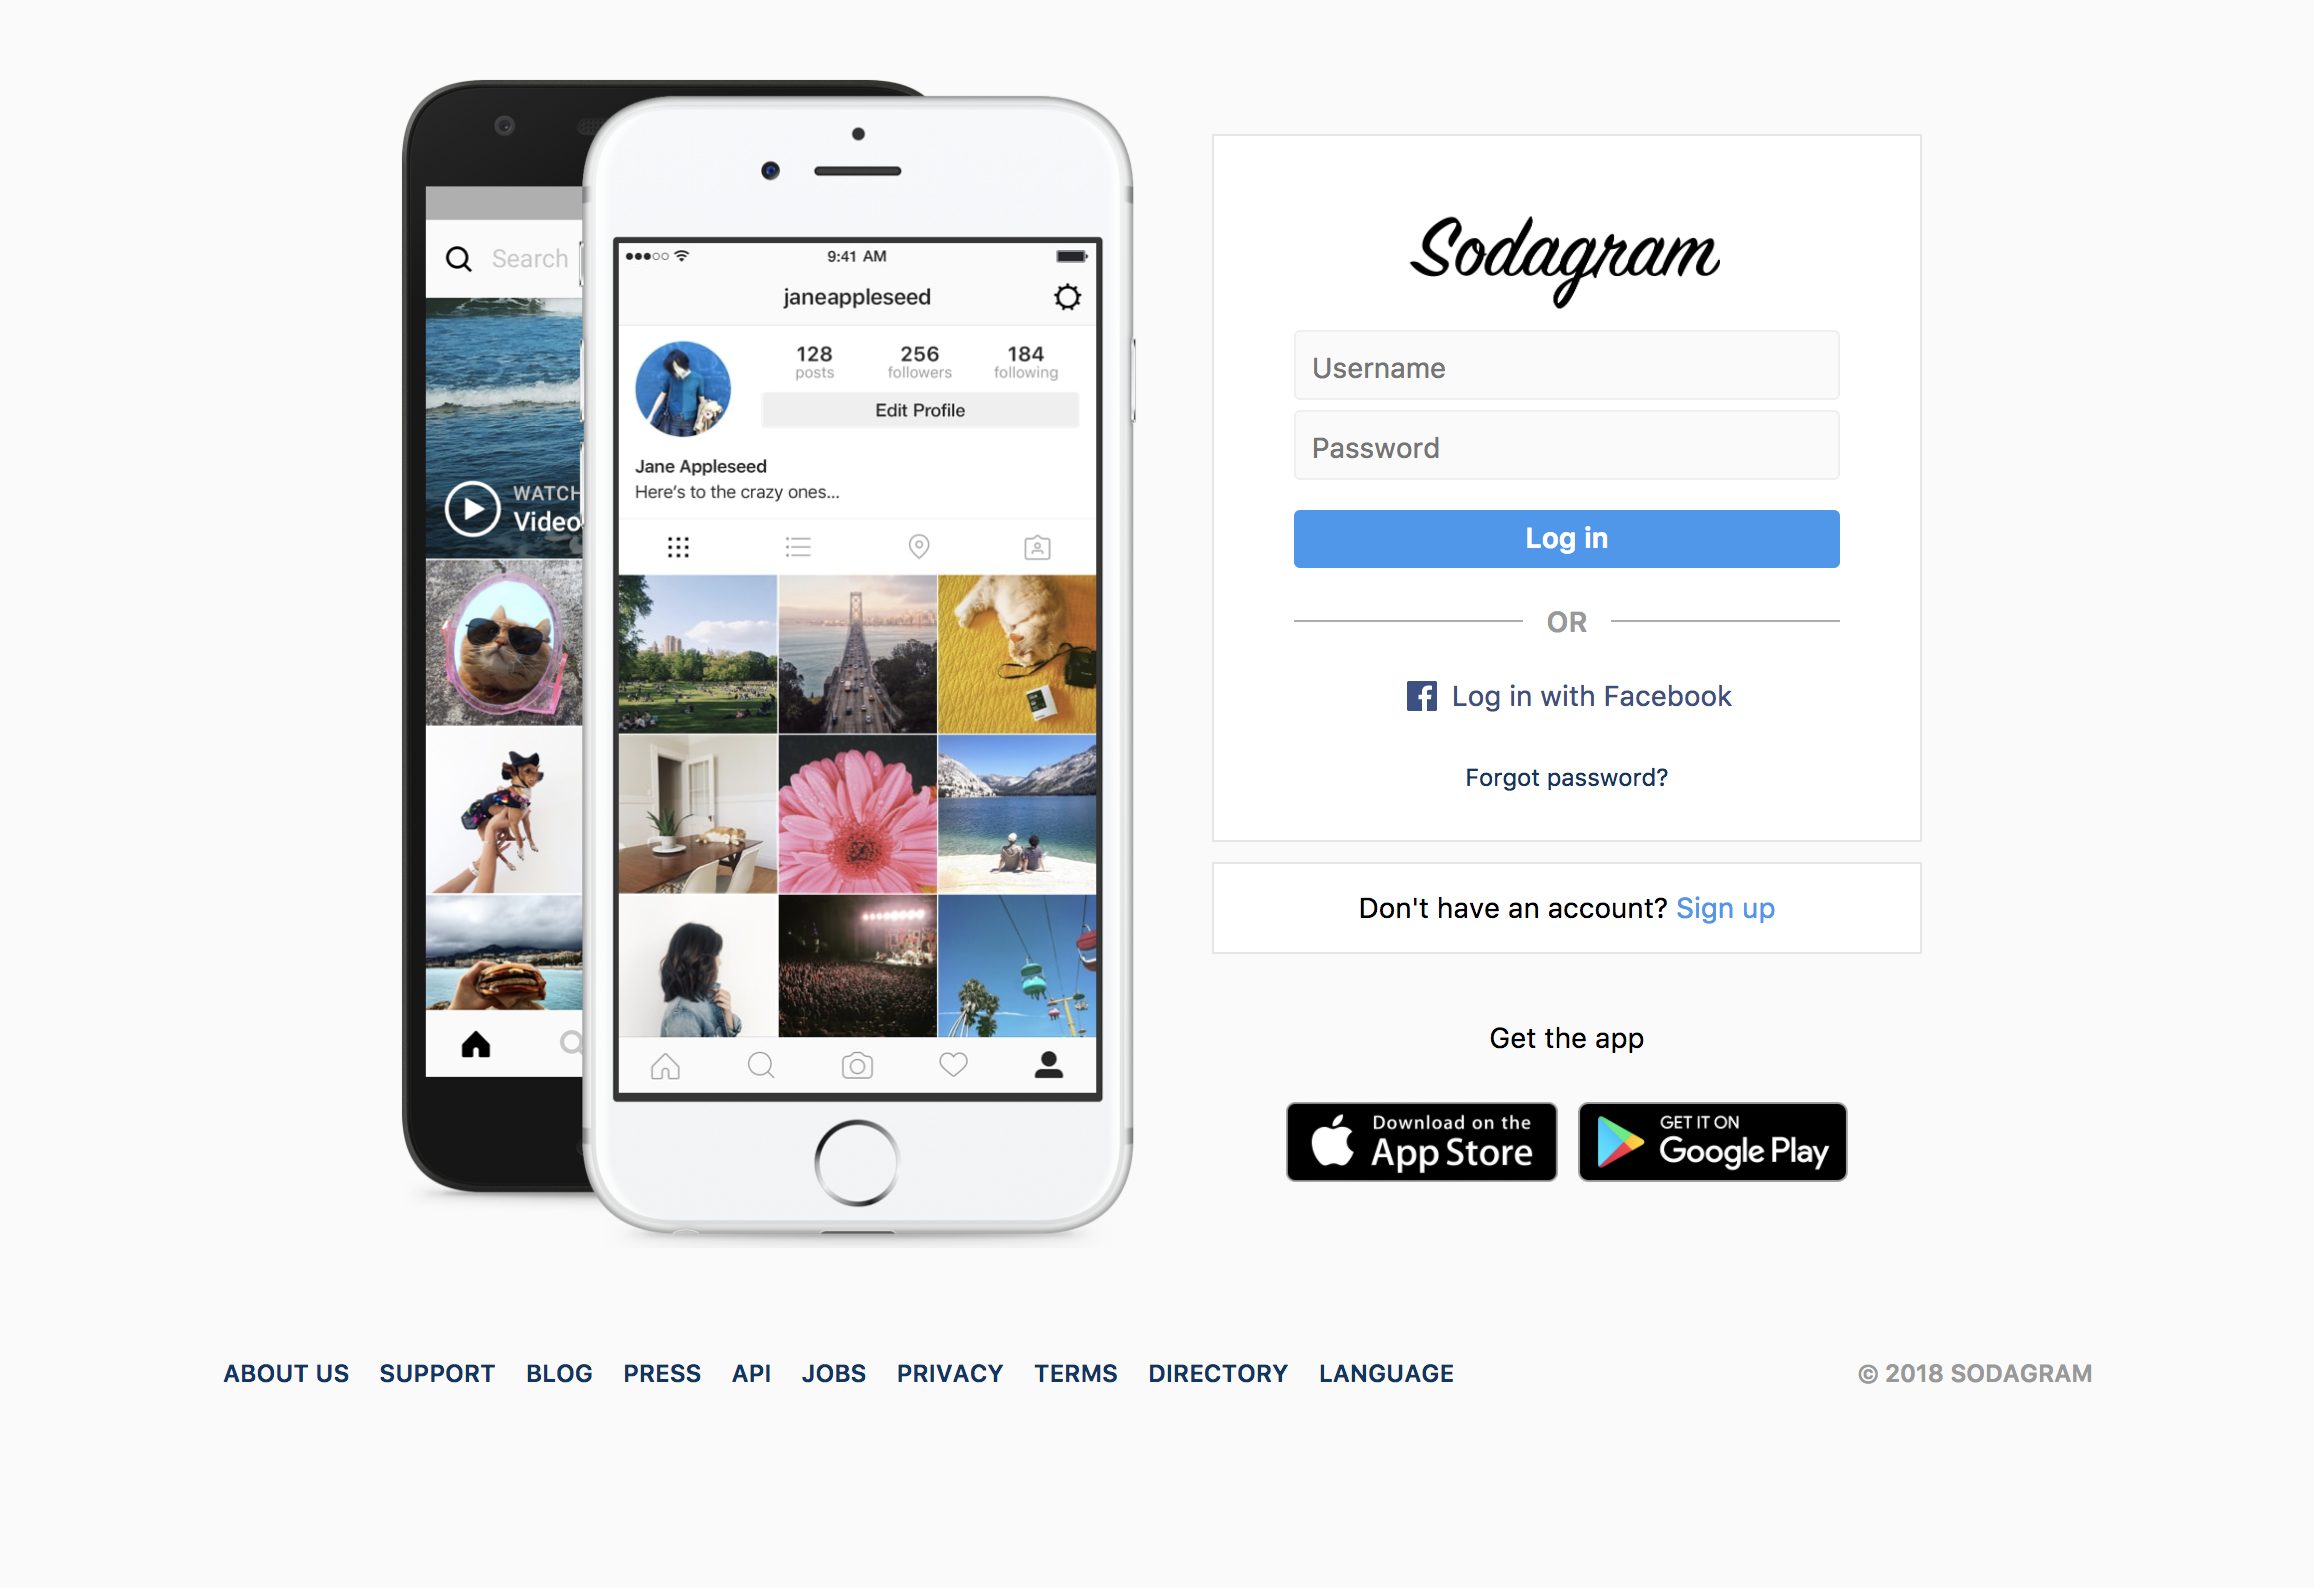 Search
WATCH
Video
9:41 AM
janeappleseed
128 256 184
posts followers following
Edit Profile
Jane Appleseed
Here's to the crazy ones...
Sodagram
Username
Password
Log in
OR
Log in with Facebook
Forgot password?
Don't have an account? Sign up
Get the app
Download on the
App Store
GET IT ON
Google Play
ABOUT US SUPPORT BLOG PRESS API JOBS PRIVACY TERMS DIRECTORY LANGUAGE
© 2018 SODAGRAM